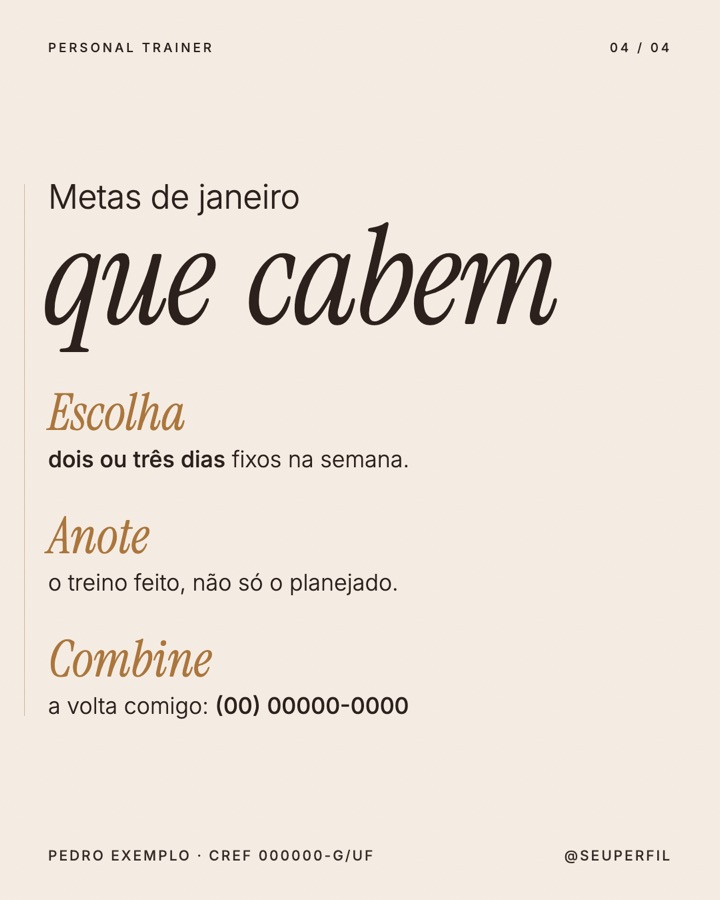 PERSONAL TRAINER
04 / 04
Metas de janeiro
que cabem
Escolha
dois ou três dias fixos na semana.
Anote
o treino feito, não só o planejado.
Combine
a volta comigo: (00) 00000-0000
PEDRO EXEMPLO · CREF 000000-G/UF
@SEUPERFIL